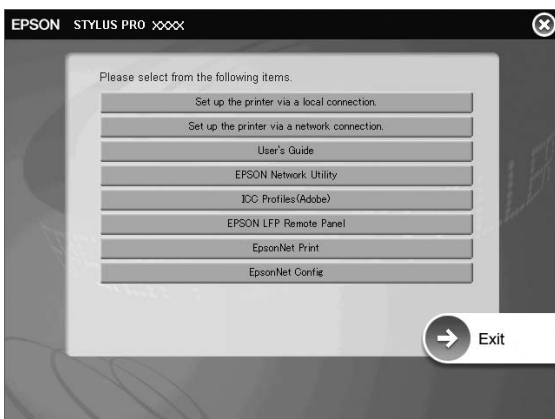 EPSON STYLUS PRO XXXX
Please select from the following items.
Set up the printer via a local connection.
Set up the printer via a network connection.
User's Guide
EPSON Network Utility
ICC Profiles(Adobe)
EPSON LFP Remote Panel
EpsonNet Print
EpsonNet Config
Exit